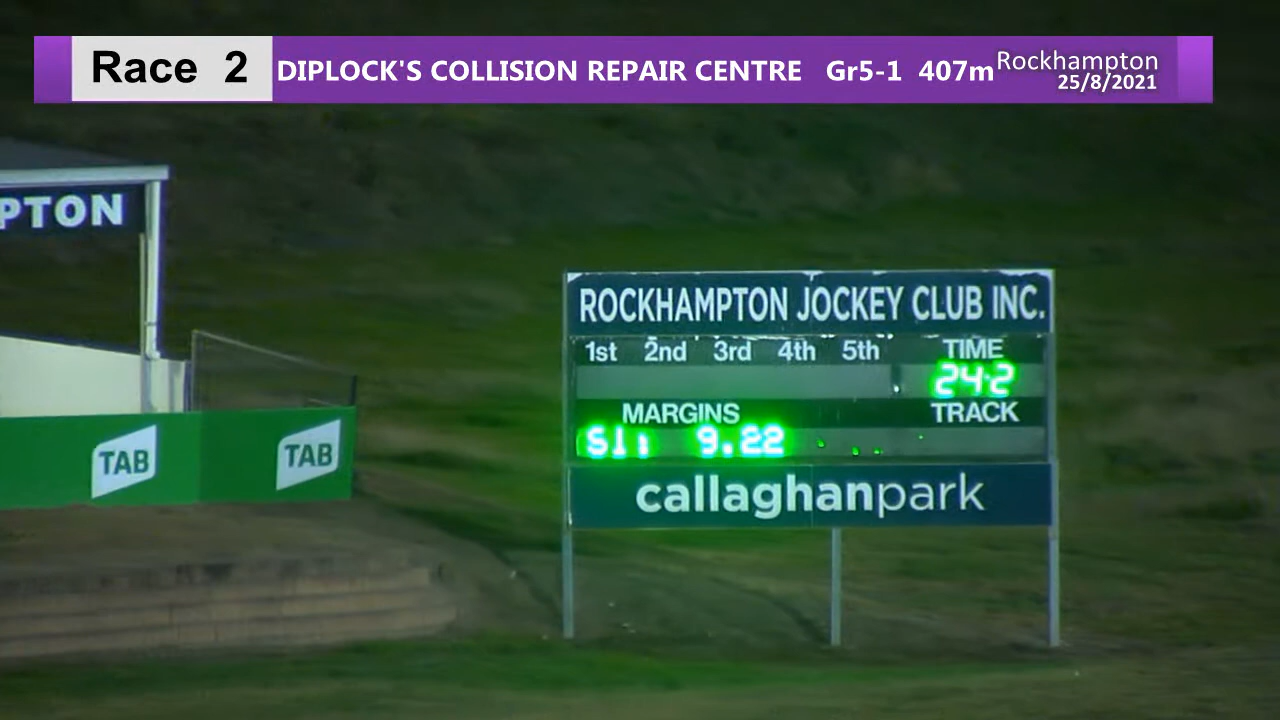 Race 2 DIPLOCK'S COLLISION REPAIR CENTRE Gr5-1 407m Rockhampton
25/8/2021
PTON
ROCKHAMPTON JOCKEY CLUB INC.
1st 2nd 3rd 4th 5th TIME
24.2
MARGINS TRACK
S1: 9.22
TAB TAB
callaghanpark